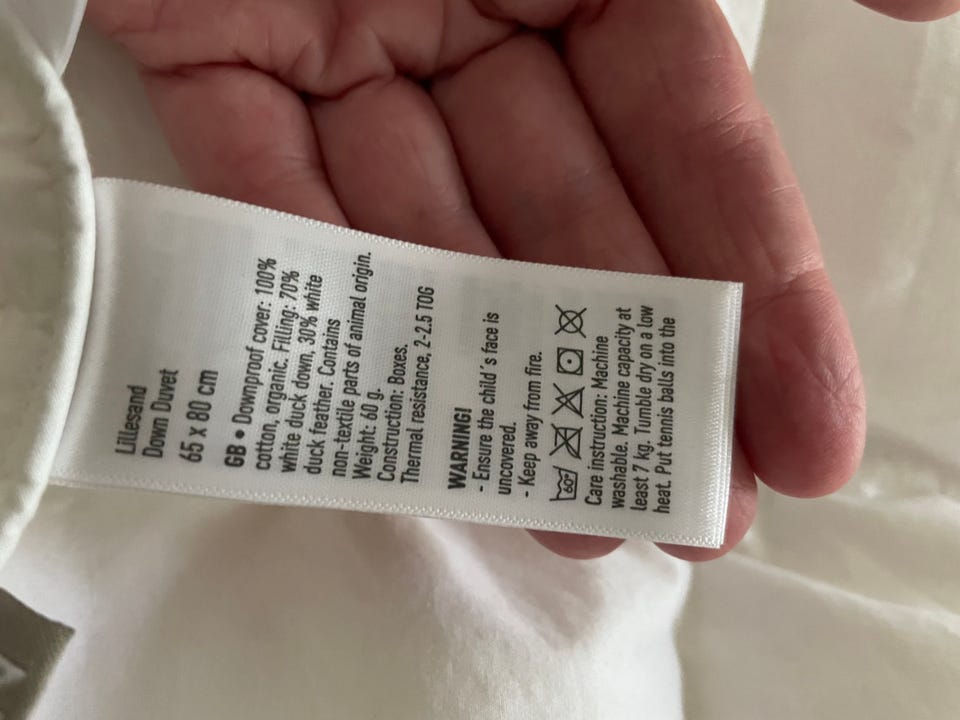 Lillesand
Down Duvet
65 x 80 cm
GB • Downproof cover: 100%
cotton, organic. Filling: 70%
white duck down, 30% white
duck feather. Contains
non-textile parts of animal origin.
Weight: 60 g.
Construction: Boxes.
Thermal resistance, 2-2.5 TOG
WARNING!
- Ensure the child´s face is
uncovered.
- Keep away from fire.
60°
Care instruction: Machine
washable. Machine capacity at
least 7 kg. Tumble dry on a low
heat. Put tennis balls into the